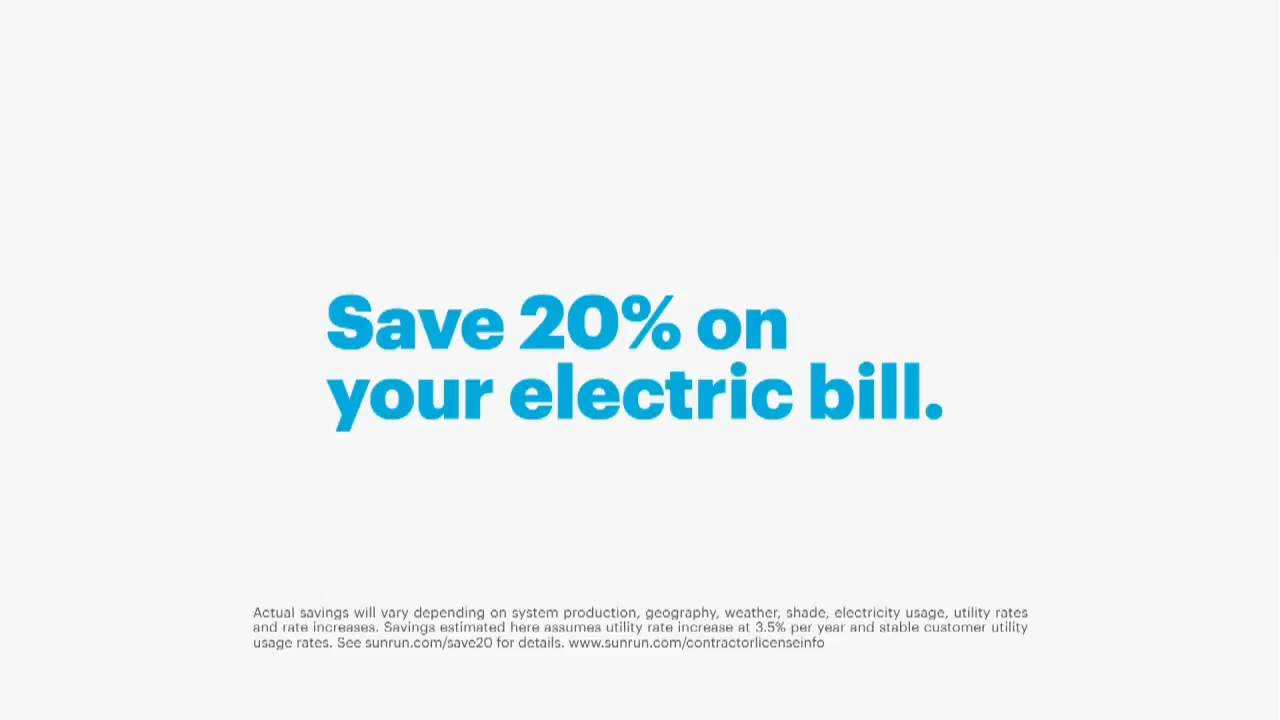 Save 20% on
your electric bill.
Actual savings will vary depending on system production, geography, weather, shade, electricity usage, utility rates
and rate increases. Savings estimated here assumes utility rate increase at 3.5% per year and stable customer utility
usage rates. See sunrun.com/save20 for details. www.sunrun.com/contractorlicenseinfo